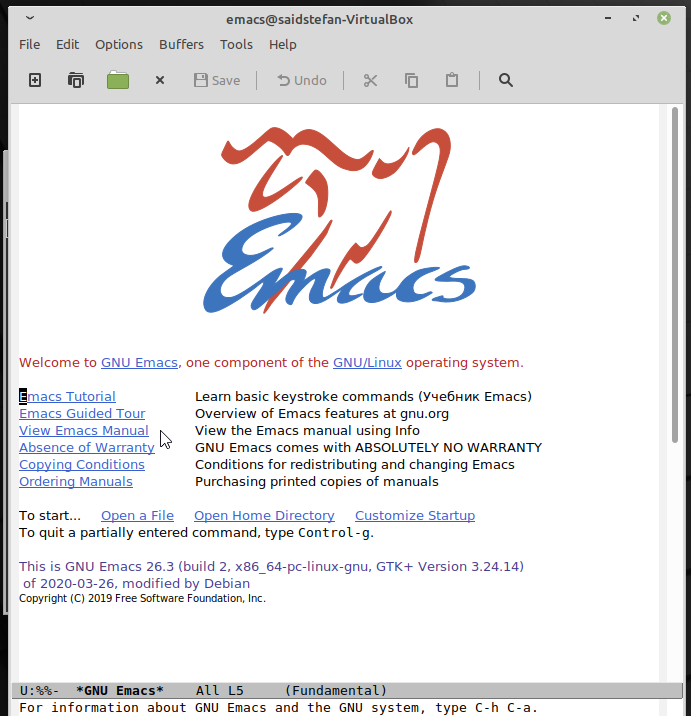 emacs@saidstefan-VirtualBox
File Edit Options Buffers Tools Help
Save Undo
Emacs
Welcome to GNU Emacs, one component of the GNU/Linux operating system.
Emacs Tutorial Learn basic keystroke commands (Учебник Emacs)
Emacs Guided Tour Overview of Emacs features at gnu.org
View Emacs Manual View the Emacs manual using Info
Absence of Warranty GNU Emacs comes with ABSOLUTELY NO WARRANTY
Copying Conditions Conditions for redistributing and changing Emacs
Ordering Manuals Purchasing printed copies of manuals
To start... Open a File Open Home Directory Customize Startup
To quit a partially entered command, type Control-g.
This is GNU Emacs 26.3 (build 2, x86_64-pc-linux-gnu, GTK+ Version 3.24.14)
of 2020-03-26, modified by Debian
Copyright (C) 2019 Free Software Foundation, Inc.
U:%%- *GNU Emacs* All L5 (Fundamental)
For information about GNU Emacs and the GNU system, type C-h C-a.